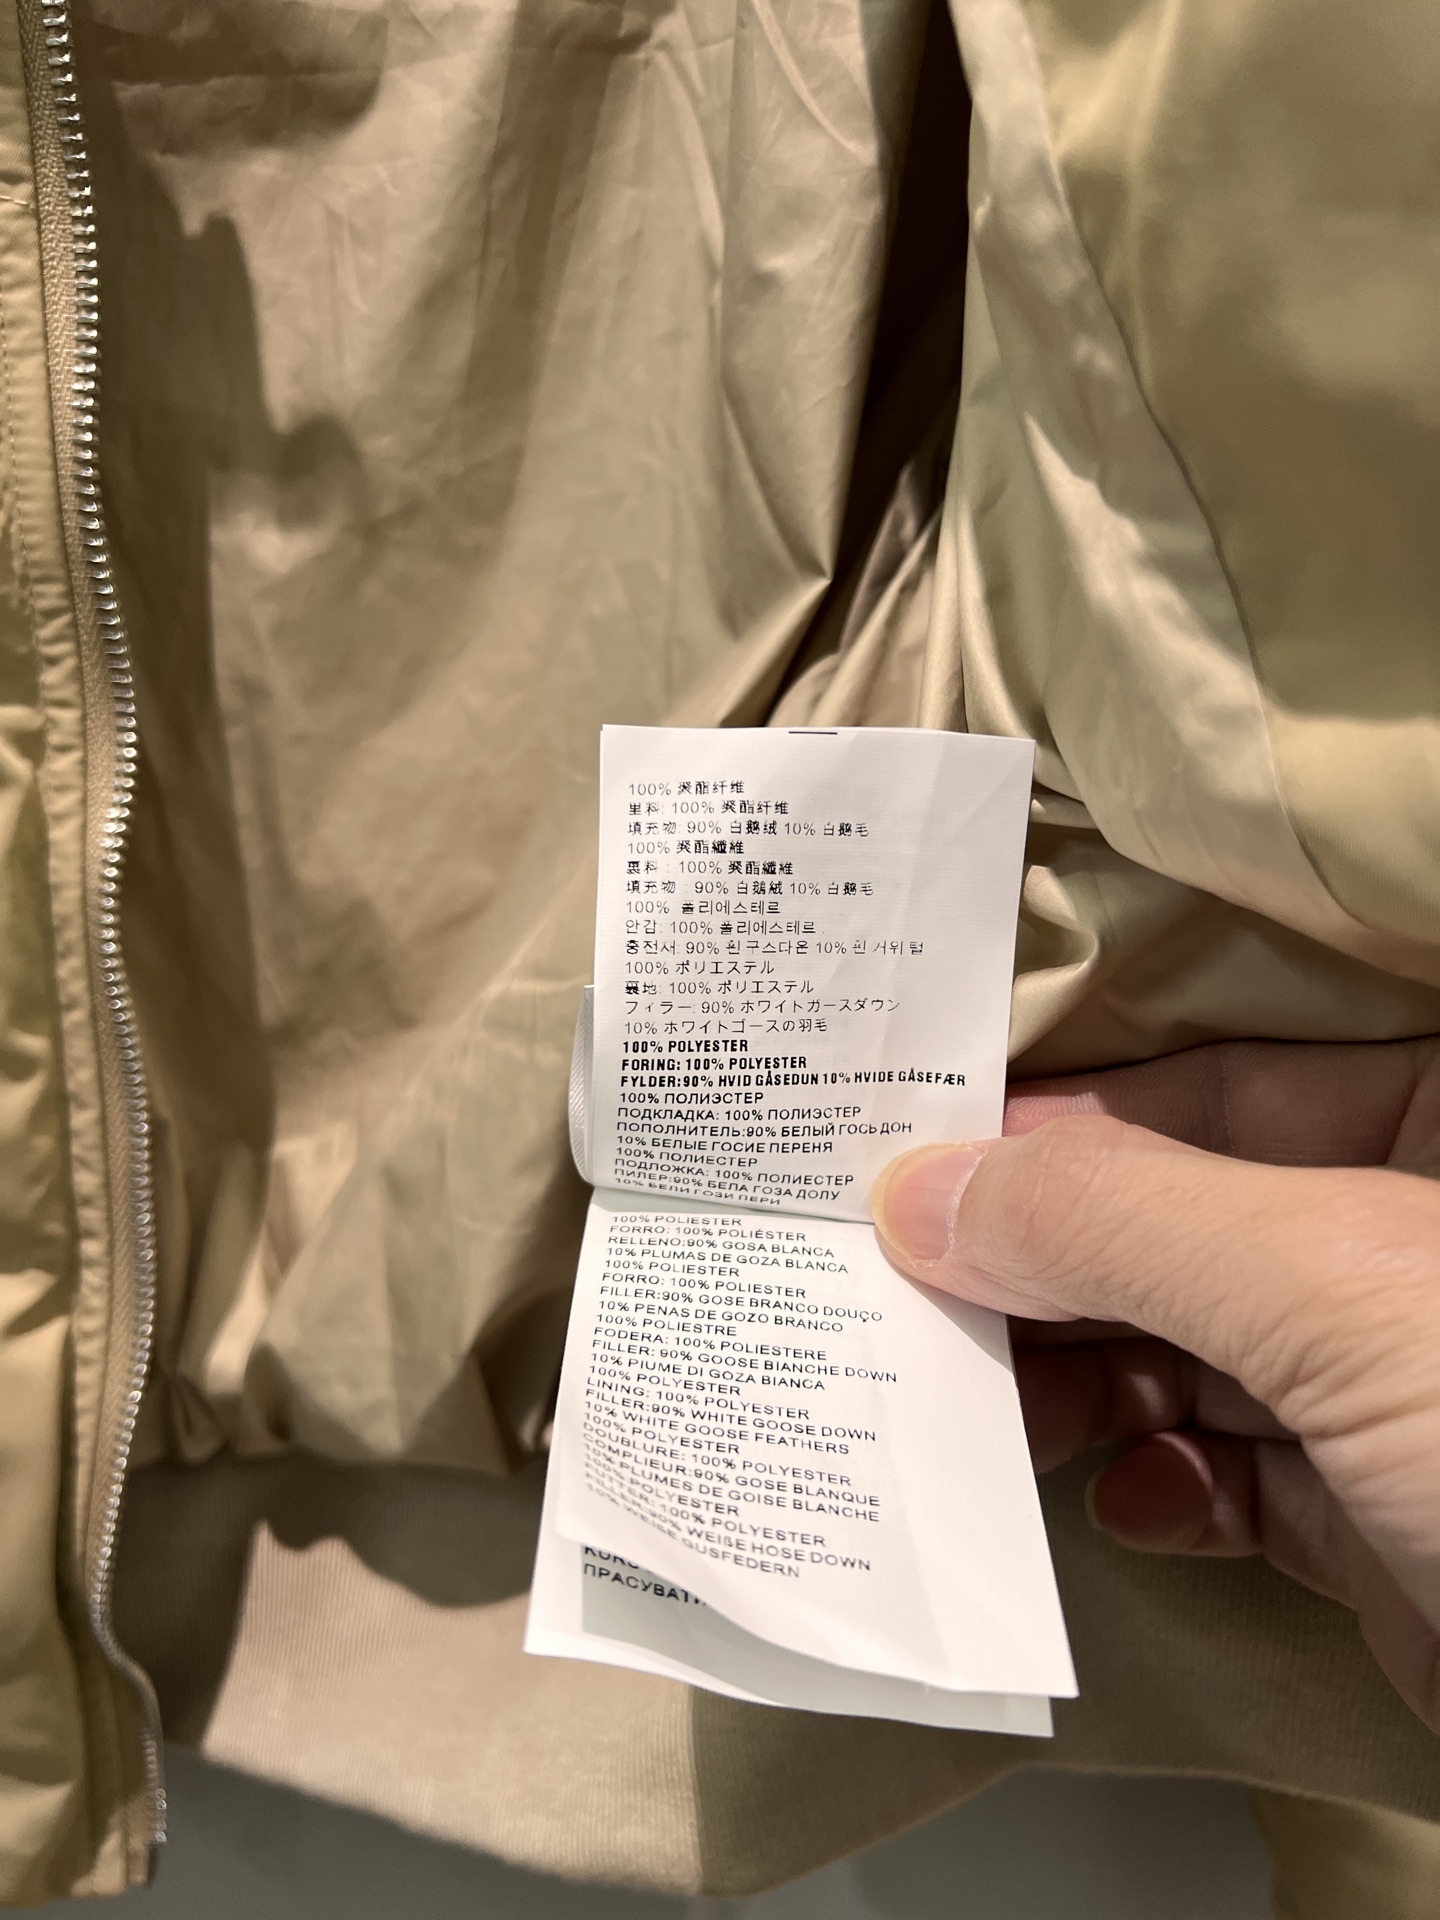 100% 聚酯纤维
里料: 100% 聚酯纤维
填充物: 90% 白鹅绒 10% 白鹅毛
100% 聚酯纖維
裏料 : 100% 聚酯纖維
填充物 : 90% 白鵝絨 10% 白鵝毛
100% 폴리에스테르
안감: 100% 폴리에스테르
충전새: 90% 흰 구스다온 10% 흰 거위 털
100% ポリエステル
裏地: 100% ポリエステル
フィラー: 90% ホワイトガースダウン
10% ホワイトゴースの羽毛
100% POLYESTER
FORING: 100% POLYESTER
FYLDER:90% HVID GÅSEDUN 10% HVIDE GÅSEFÆR
100% ПОЛИЭСТЕР
ПОДКЛАДКА: 100% ПОЛИЭСТЕР
ПОПОЛНИТЕЛЬ:90% БЕЛЫЙ ГОСЬДОН
10% БЕЛЫЕ ГОСИЕ ПЕРЕНЯ
100% ПОЛИЕСТЕР
ПОДЛОЖКА: 100% ПОЛИЕСТЕР
ПИЛЕР:90% БЕЛА ГОЗА ДОЛУ
10% БЕЛИ ГОЗИ ПЕРИ
100% POLIESTER
FORRO: 100% POLIÉSTER
RELLENO:90% GOSA BLANCA
10% PLUMAS DE GOZA BLANCA
100% POLIESTER
FORRO: 100% POLIESTER
FILLER:90% GOSE BRANCO DOUÇO
10% PENAS DE GOZO BRANCO
100% POLIESTRE
FODERA: 100% POLIESTERE
FILLER: 90% GOOSE BIANCHE DOWN
10% PIUME DI GOZA BIANCA
100% POLYESTER
LINING: 100% POLYESTER
FILLER:90% WHITE GOOSE DOWN
10% WHITE GOOSE FEATHERS
100% POLYESTER
DOUBLURE: 100% POLYESTER
COMPLIEUR:90% GOSE BLANQUE
10% PLUMES DE GOISE BLANCHE
100% POLYESTER
FUTTER: 100% POLYESTER
FILLER:90% WEIßE HOSE DOWN
10% WEIßE GUSFEDERN